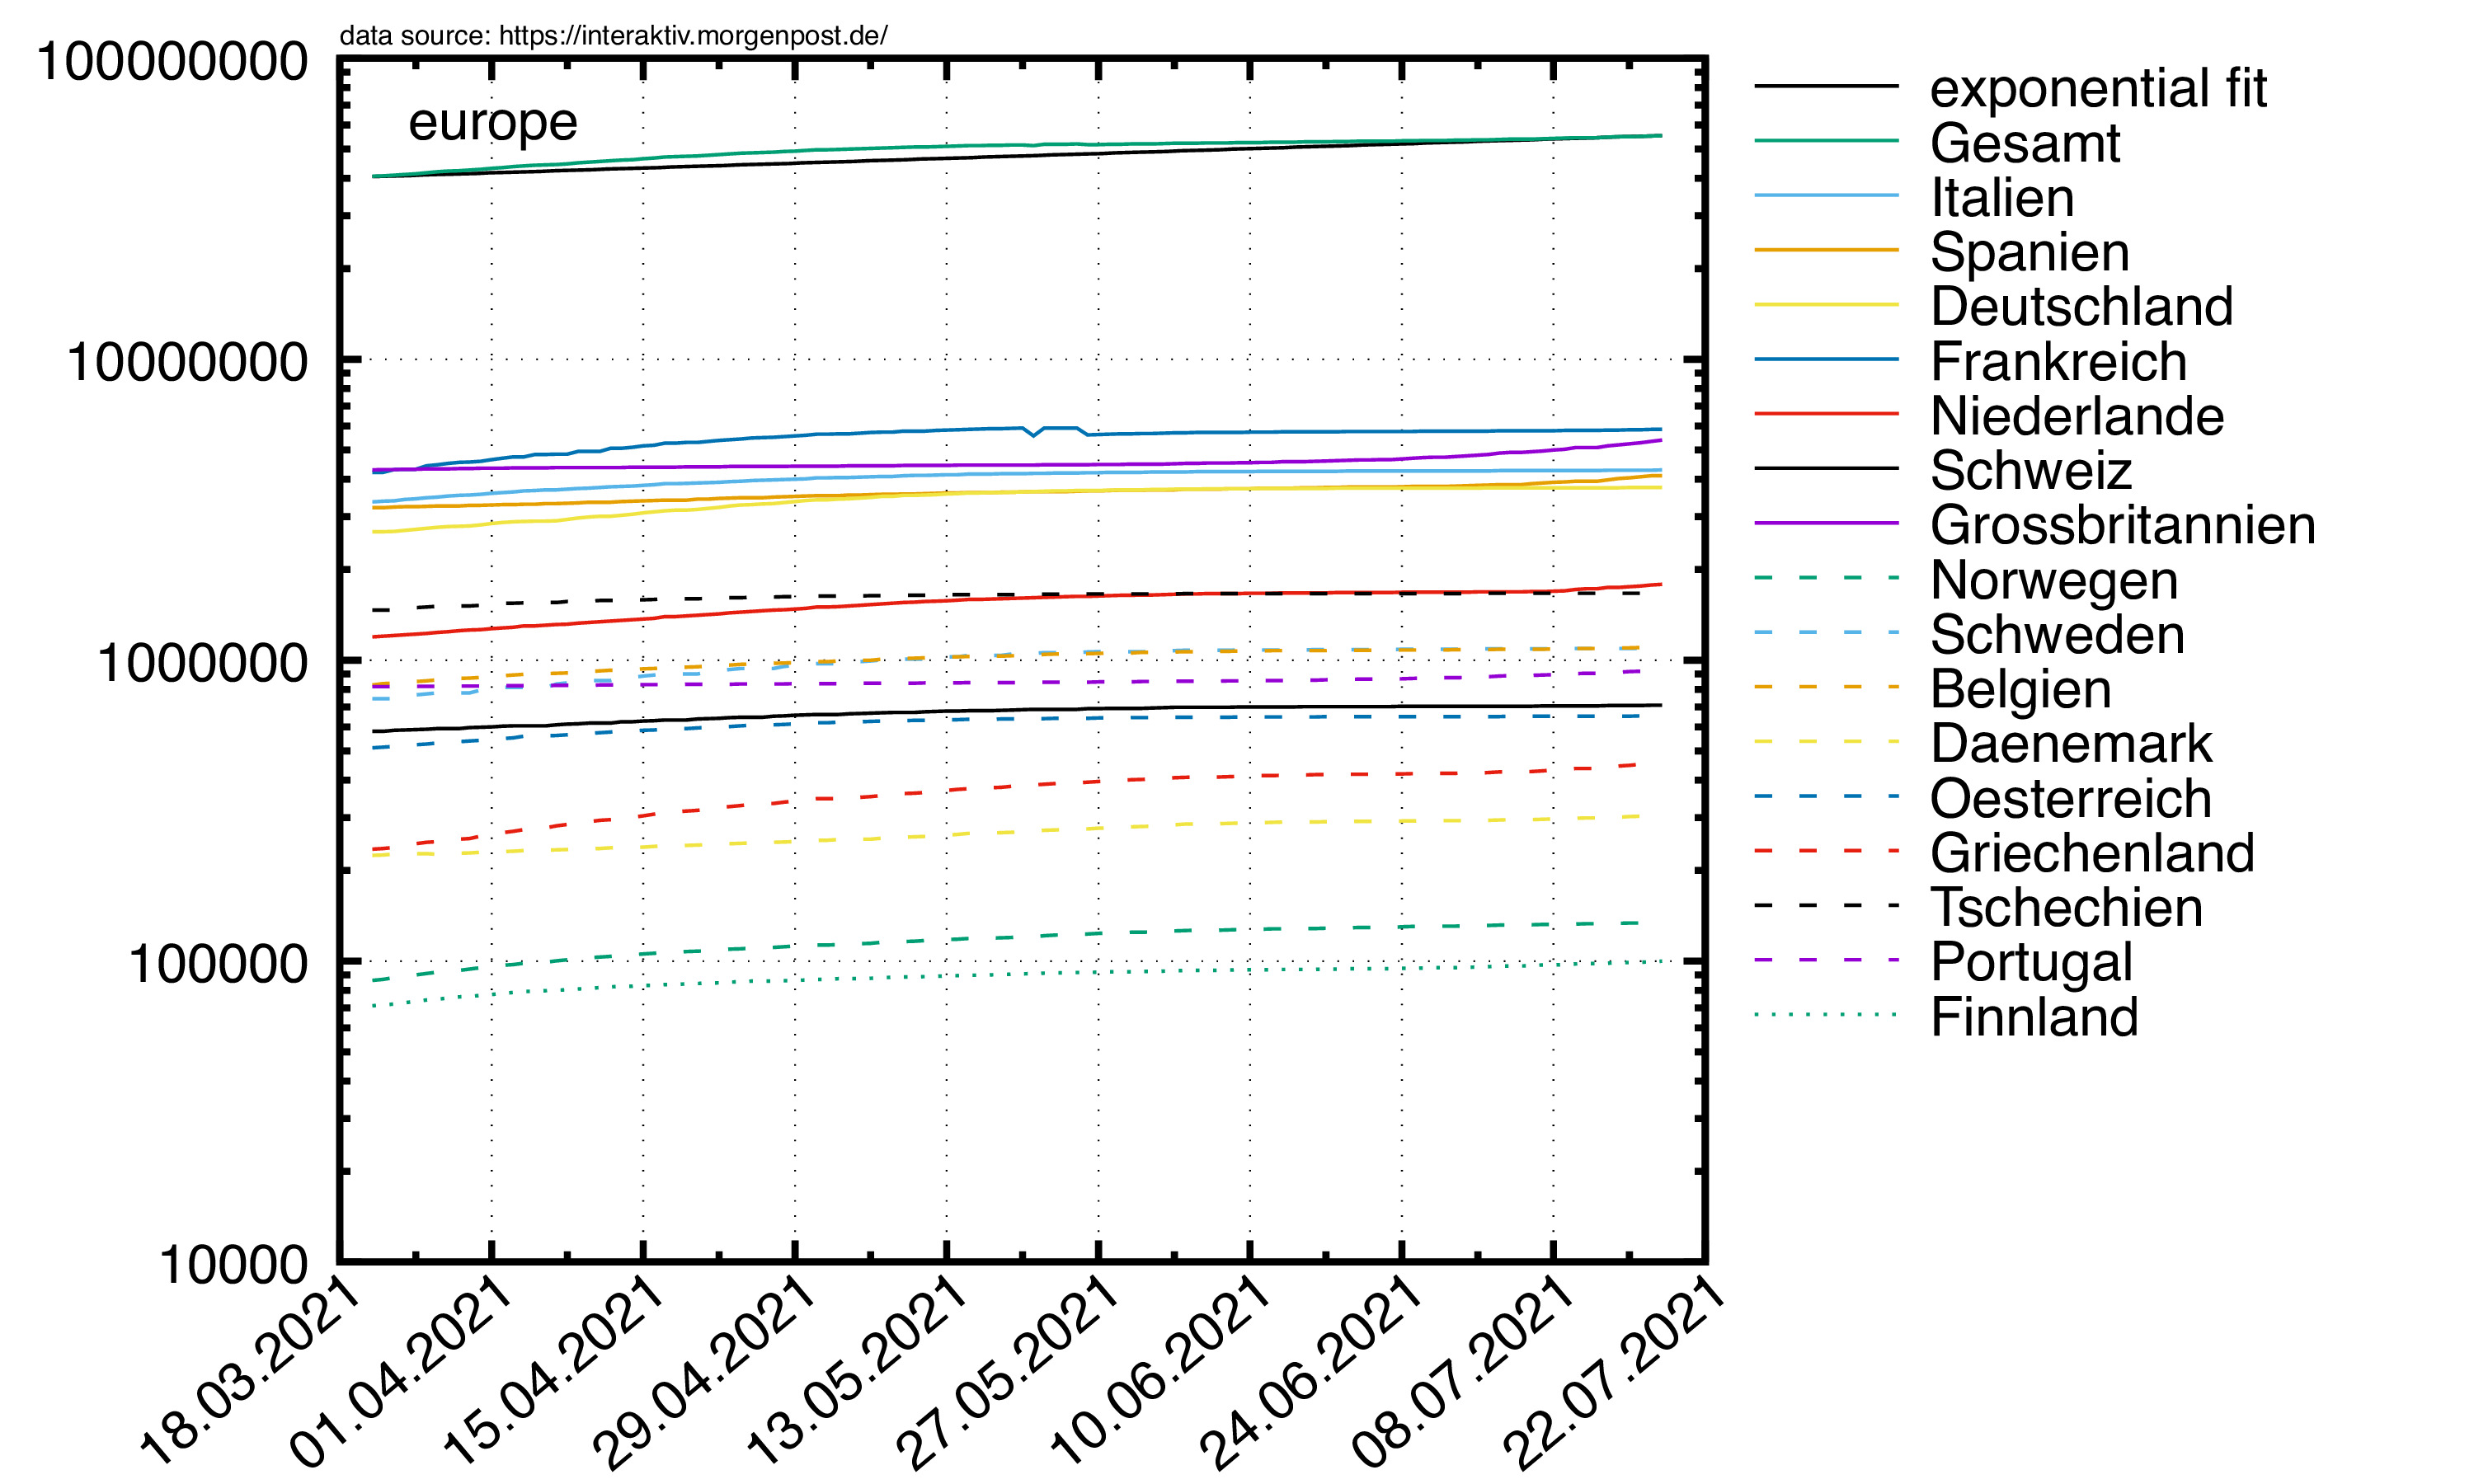 data source: https://interaktiv.morgenpost.de/
europe
100000000
10000000
1000000
100000
10000
18.03.2021
01.04.2021
15.04.2021
29.04.2021
13.05.2021
27.05.2021
10.06.2021
24.06.2021
08.07.2021
22.07.2021
exponential fit
Gesamt
Italien
Spanien
Deutschland
Frankreich
Niederlande
Schweiz
Grossbritannien
Norwegen
Schweden
Belgien
Daenemark
Oesterreich
Griechenland
Tschechien
Portugal
Finnland